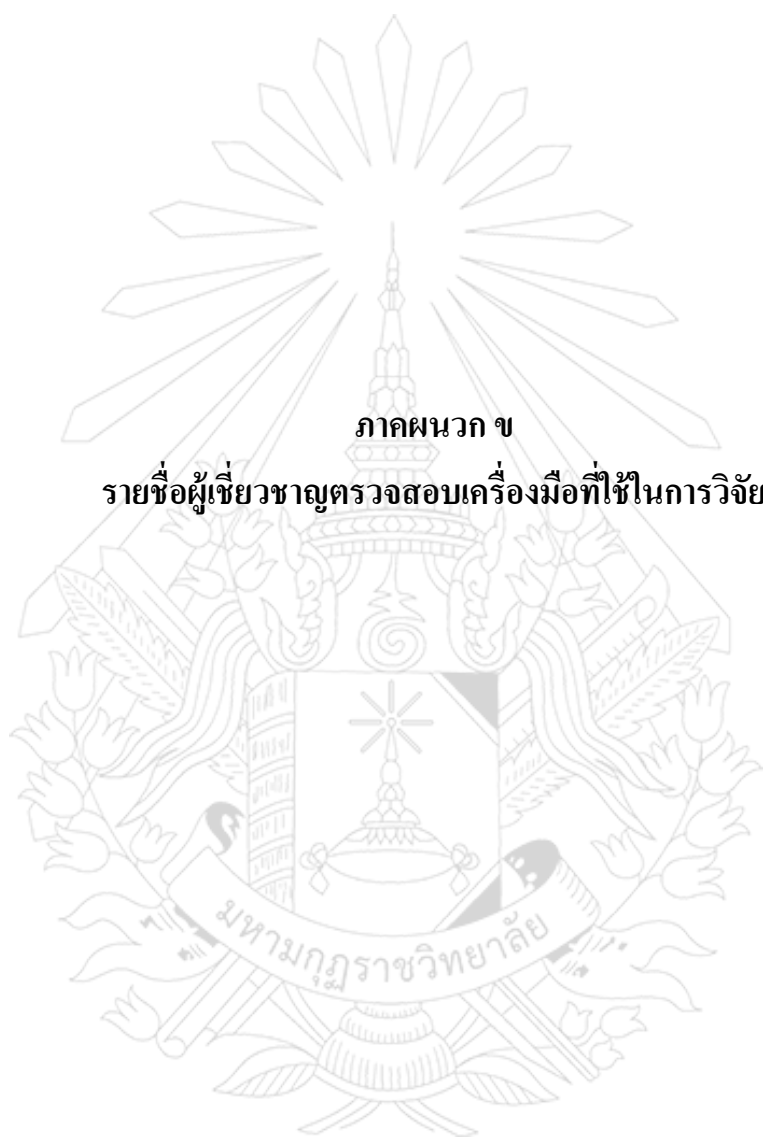 ภาคผนวก ข
รายชื่อผู้เชี่ยวชาญตรวจสอบเครื่องมือที่ใช้ในการวิจัย
มหามกุฏราชวิทยาลัย